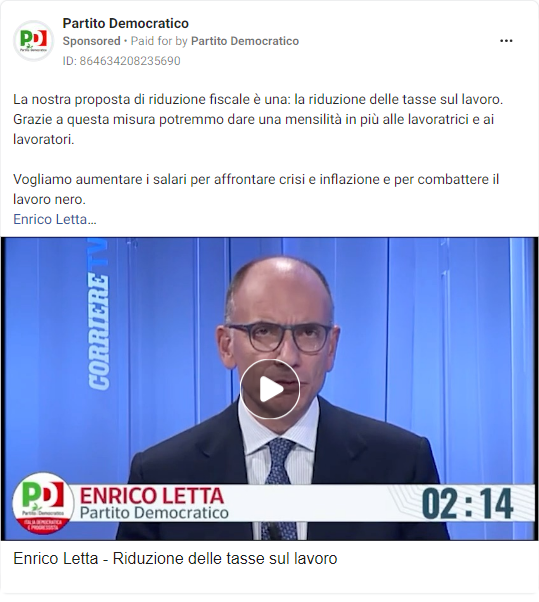 Partito Democratico
Sponsored • Paid for by Partito Democratico
ID: 864634208235690
La nostra proposta di riduzione fiscale è una: la riduzione delle tasse sul lavoro.
Grazie a questa misura potremmo dare una mensilità in più alle lavoratrici e ai
lavoratori.
Vogliamo aumentare i salari per affrontare crisi e inflazione e per combattere il
lavoro nero.
Enrico Letta...
CORRIERE TV
PD
Partito Democratico
ITALIA DEMOCRATICA
E PROGRESSISTA
ENRICO LETTA
Partito Democratico
02:14
Enrico Letta - Riduzione delle tasse sul lavoro